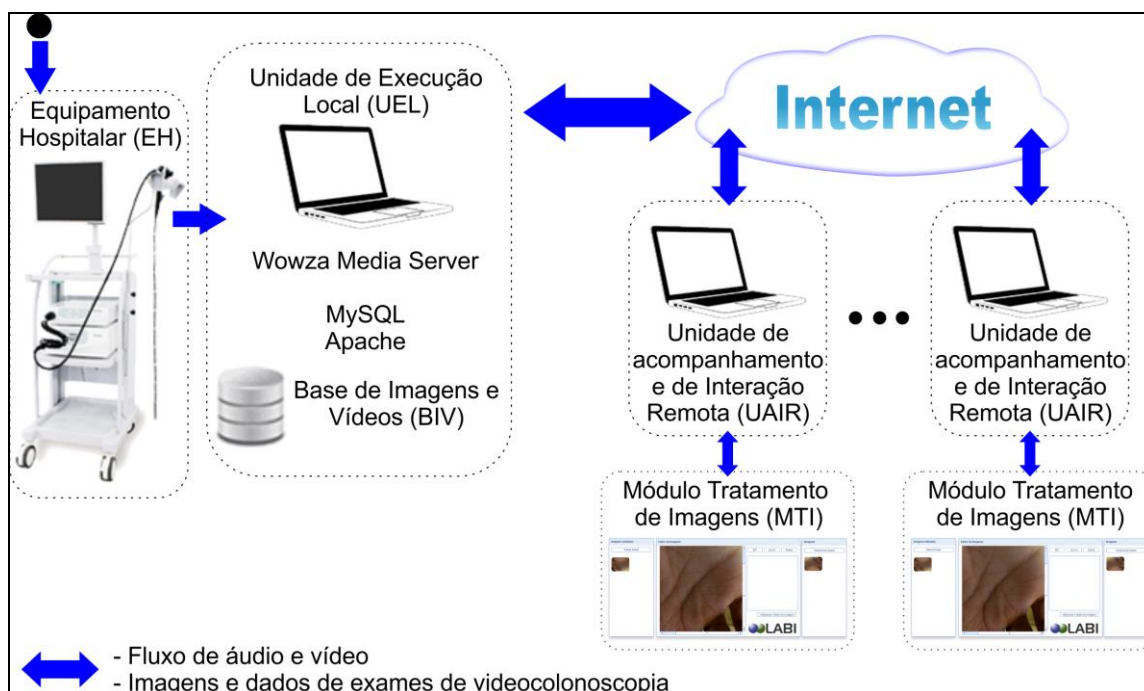 Equipamento
Hospitalar (EH)
Unidade de Execução
Local (UEL)
Wowza Media Server
MySQL
Apache
Base de Imagens e
Vídeos (BIV)
Internet
Unidade de
acompanhamento
e de Interação
Remota (UAIR)
Unidade de
acompanhamento
e de Interação
Remota (UAIR)
Módulo Tratamento
de Imagens (MTI)
LABI
Módulo Tratamento
de Imagens (MTI)
LABI
- Fluxo de áudio e vídeo
- Imagens e dados de exames de videocolonoscopia